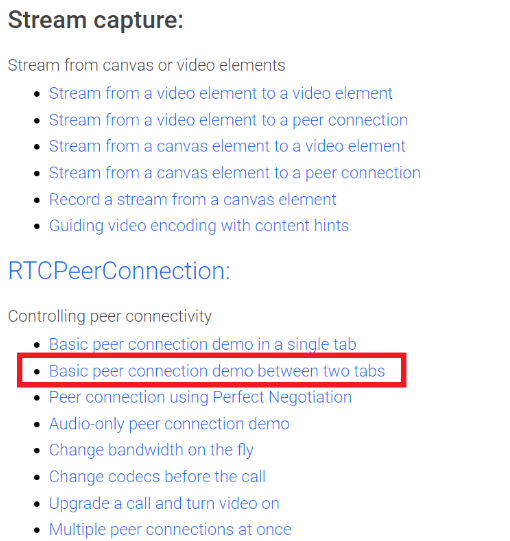 Stream capture:
Stream from canvas or video elements
Stream from a video element to a video element
Stream from a video element to a peer connection
Stream from a canvas element to a video element
Stream from a canvas element to a peer connection
Record a stream from a canvas element
Guiding video encoding with content hints
RTCPeerConnection:
Controlling peer connectivity
Basic peer connection demo in a single tab
Basic peer connection demo between two tabs
Peer connection using Perfect Negotiation
Audio-only peer connection demo
Change bandwidth on the fly
Change codecs before the call
Upgrade a call and turn video on
Multiple peer connections at once